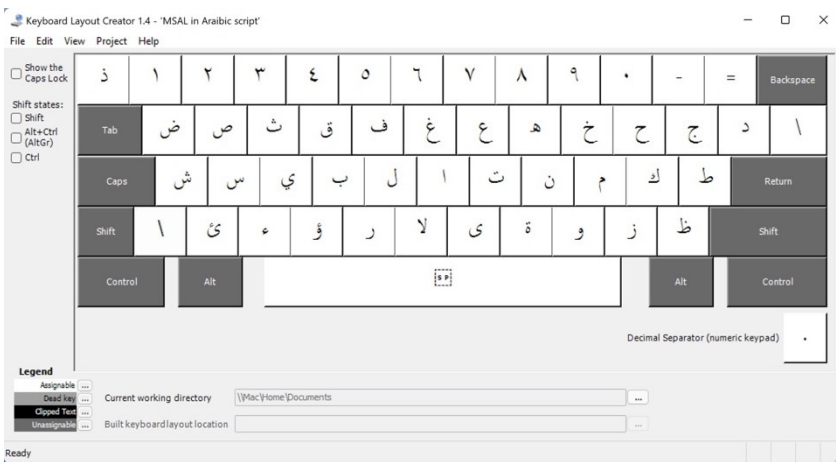 Keyboard Layout Creator 1.4 - 'MSAL in Araibic script'
File Edit View Project Help
Show the Caps Lock
Shift states:
Shift
Alt+Ctrl (AltGr)
Ctrl
ذ ١ ٢ ٣ ٤ ٥ ٦ ٧ ٨ ٩ ٠ - = Backspace
Tab ض ص ث ق ف غ ع ه خ ح ج د \
Caps ش س ي ب ل ا ت ن م ك ط Return
Shift \ ئ ء ؤ ر لا ى ة و ز ظ Shift
Control Alt SP Alt Control
Decimal Separator (numeric keypad) .
Legend
Assignable ...
Dead key ...
Clipped Text ...
Unassignable ...
Current working directory \\Mac\Home\Documents ...
Built keyboard layout location ...
Ready